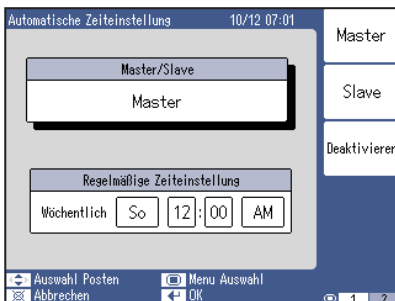 Automatische Zeiteinstellung 10/12 07:01
Master
Master/Slave
Master
Slave
Deaktivieren
Regelmäßige Zeiteinstellung
Wöchentlich So 12:00 AM
Auswahl Posten Menu Auswahl
Abbrechen OK 1 2